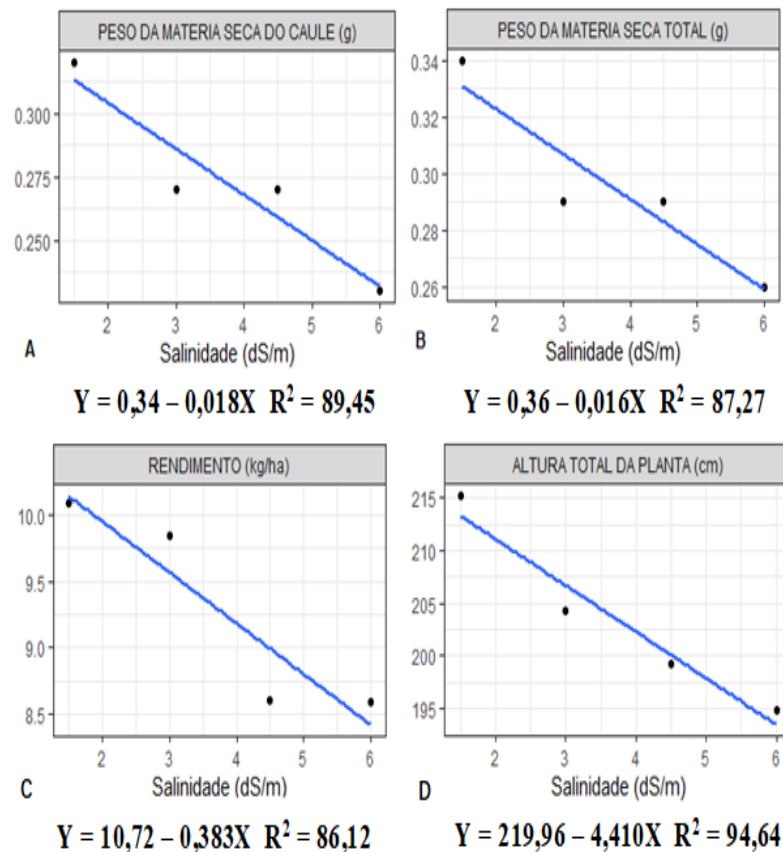 PESO DA MATERIA SECA DO CAULE (g)
0.300
0.275
0.250
2 3 4 5 6
A Salinidade (dS/m)
Y = 0,34 – 0,018X R² = 89,45
PESO DA MATERIA SECA TOTAL (g)
0.34
0.32
0.30
0.28
0.26
2 3 4 5 6
B Salinidade (dS/m)
Y = 0,36 – 0,016X R² = 87,27
RENDIMENTO (kg/ha)
10.0
9.5
9.0
8.5
2 3 4 5 6
C Salinidade (dS/m)
Y = 10,72 – 0,383X R² = 86,12
ALTURA TOTAL DA PLANTA (cm)
215
210
205
200
195
2 3 4 5 6
D Salinidade (dS/m)
Y = 219,96 – 4,410X R² = 94,64